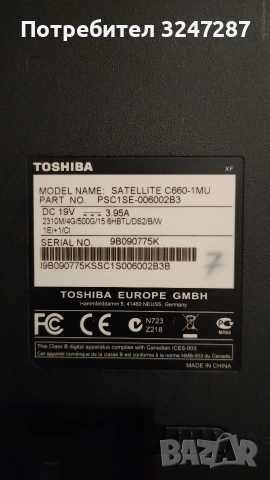 Потребител 3247287
TOSHIBA
XF
MODEL NAME: SATELLITE C660-1MU
PART NO. PSC1SE-006002B3
DC 19V 3.95A
2310M/4G/500G/15.6HBTL/DS2/B/W
1E/+1/CI
SERIAL NO. 9B090775K
I9B090775KSSC1S006002B3B
7
TOSHIBA EUROPE GMBH
Hammfelddamm 8, 41460 NEUSS, Germany
FC CE N723
Z218
This Class B digital apparatus complies with Canadian ICES-003.
Cet appareil numérique de la classe B est conforme à la norme NMB-003 du Canada.
MADE IN CHINA
BAZAR